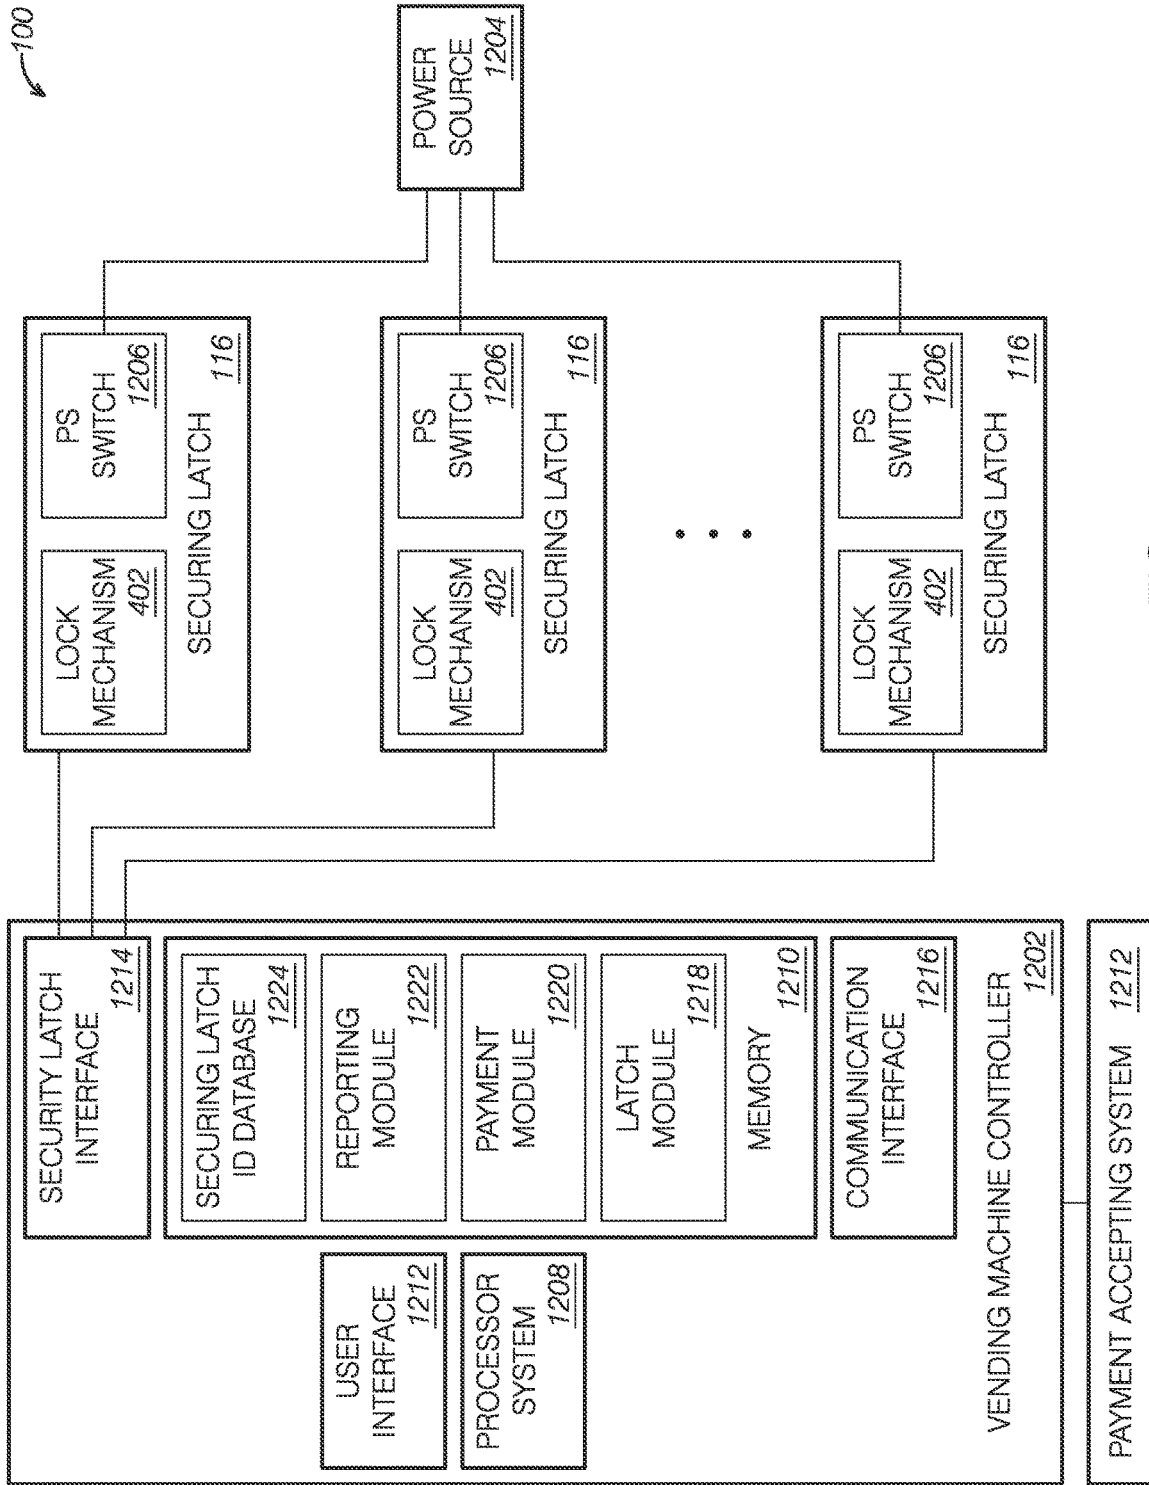 100
SECURITY LATCH
INTERFACE
1214
SECURING LATCH
ID DATABASE
1224
REPORTING
MODULE
1222
PAYMENT
MODULE
1220
LATCH
MODULE
1218
MEMORY
1210
COMMUNICATION
INTERFACE
1216
USER
INTERFACE
1212
PROCESSOR
SYSTEM
1208
VENDING MACHINE CONTROLLER
1202
PAYMENT ACCEPTING SYSTEM 1212
LOCK
MECHANISM
402
PS
SWITCH
1206
SECURING LATCH
116
LOCK
MECHANISM
402
PS
SWITCH
1206
SECURING LATCH
116
LOCK
MECHANISM
402
PS
SWITCH
1206
SECURING LATCH
116
POWER
SOURCE
1204